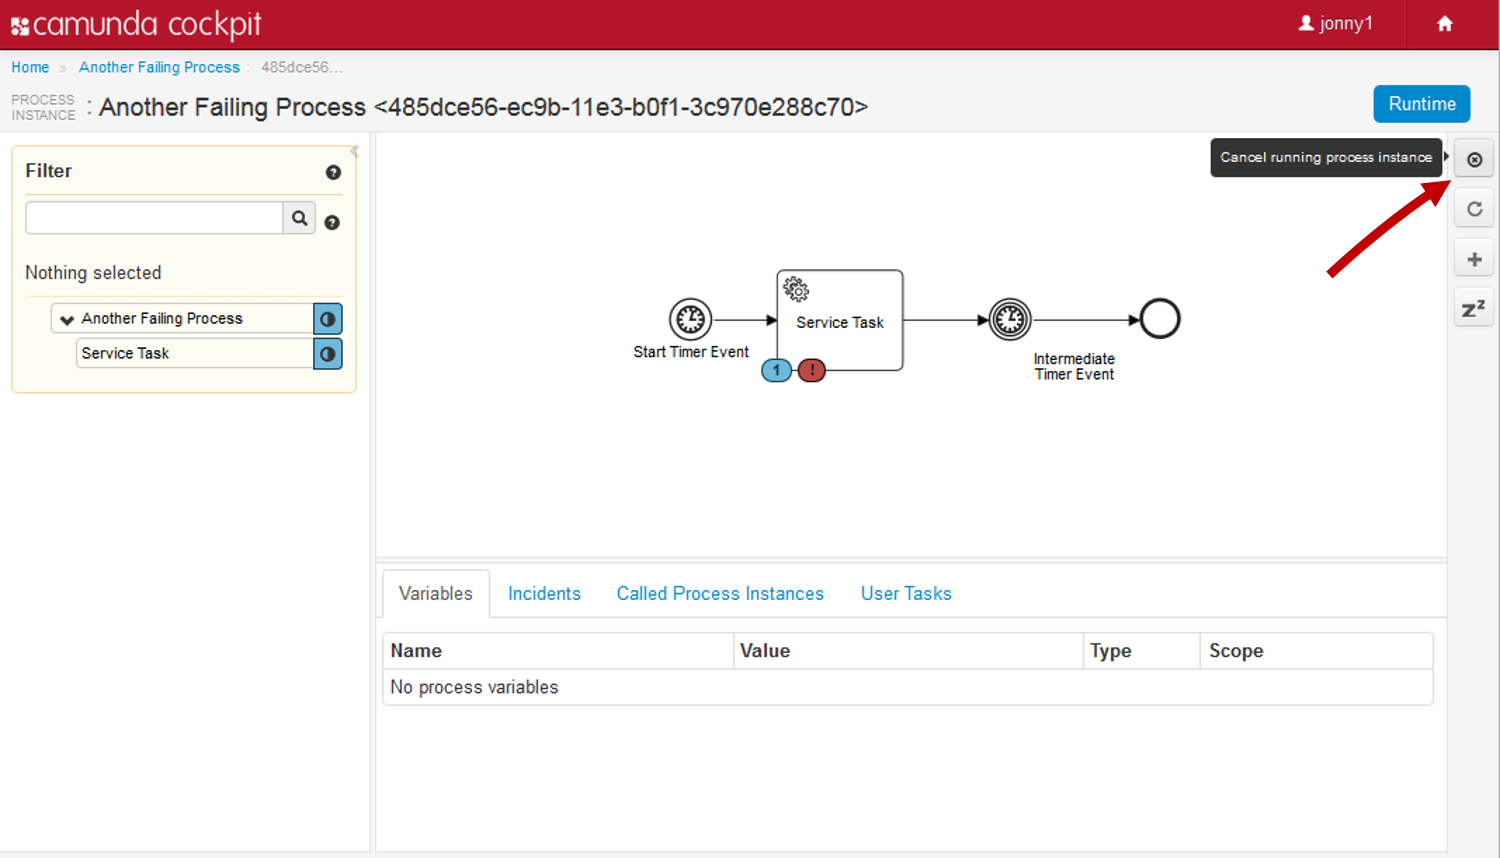 camunda cockpit
jonny1
Home » Another Failing Process : 485dce56...
PROCESS INSTANCE : Another Failing Process <485dce56-ec9b-11e3-b0f1-3c970e288c70>
Runtime
Cancel running process instance
Filter
?
?
Nothing selected
Another Failing Process
Service Task
Start Timer Event
Service Task
1 !
Intermediate
Timer Event
z z
Variables Incidents Called Process Instances User Tasks
Name Value Type Scope
No process variables